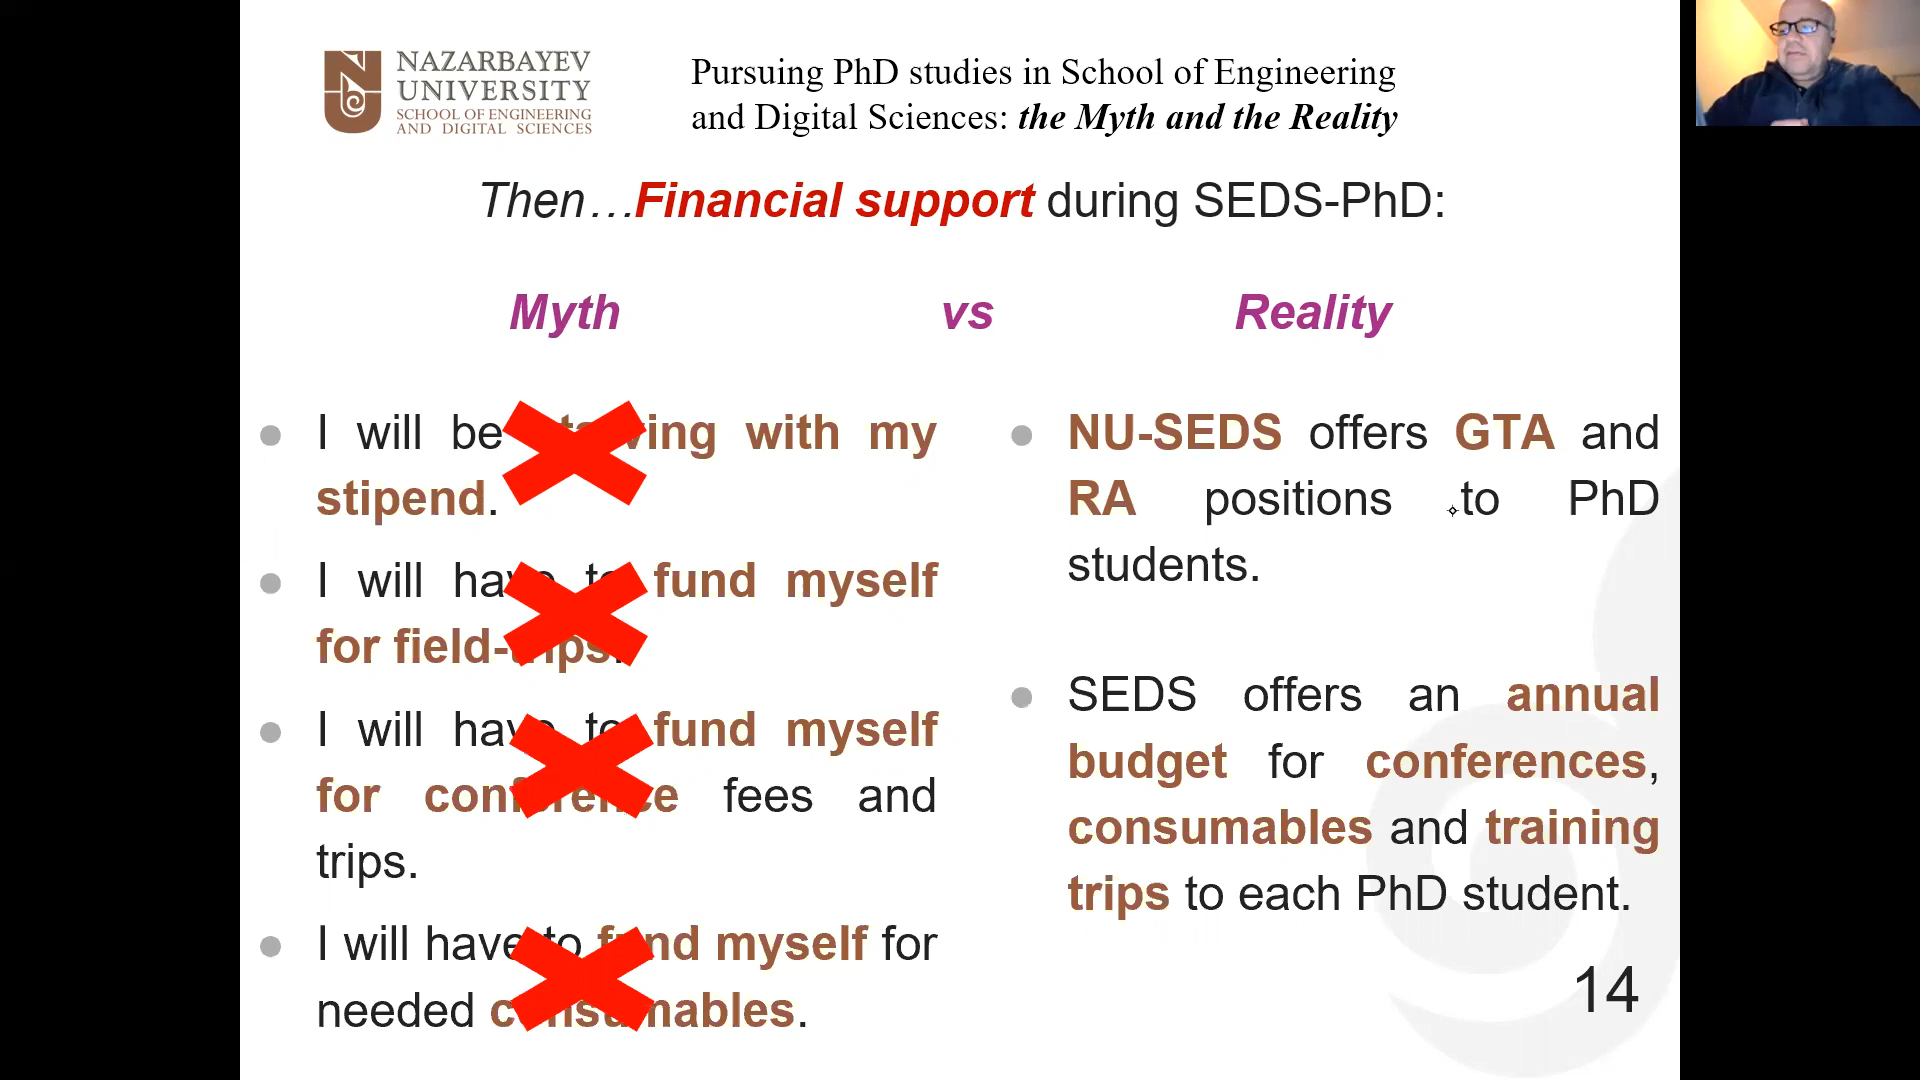 NAZARBAYEV
UNIVERSITY
SCHOOL OF ENGINEERING
AND DIGITAL SCIENCES
Pursuing PhD studies in School of Engineering
and Digital Sciences: the Myth and the Reality
Then...Financial support during SEDS-PhD:
Myth vs Reality
I will be starving with my
stipend.
I will have to fund myself
for field-trips.
I will have to fund myself
for conference fees and
trips.
I will have to fund myself for
needed consumables.
NU-SEDS offers GTA and
RA positions to PhD
students.
SEDS offers an annual
budget for conferences,
consumables and training
trips to each PhD student.
14